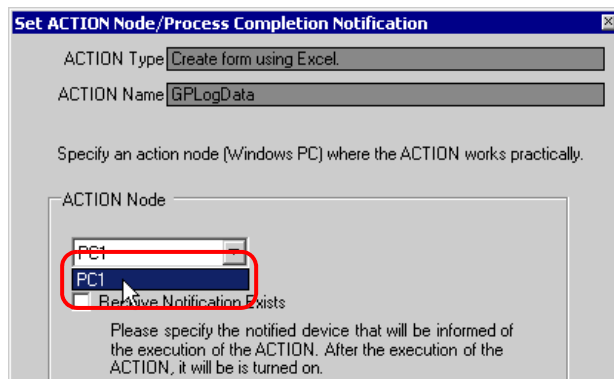 Set ACTION Node/Process Completion Notification
ACTION Type Create form using Excel.
ACTION Name GPLogData
Specify an action node (Windows PC) where the ACTION works practically.
ACTION Node
PC1
PC1
Receive Notification Exists
Please specify the notified device that will be informed of
the execution of the ACTION. After the execution of the
ACTION, it will be is turned on.